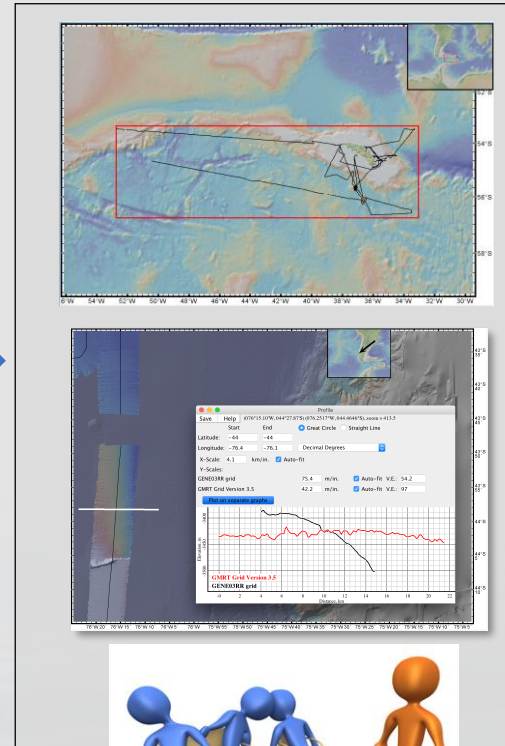 52°S
54°S
56°S
58°S
6°W 54°W 52°W 50°W 48°W 46°W 44°W 42°W 40°W 38°W 36°W 34°W 32°W 30°W
Profile
Save Help
Start End Great Circle Straight Line
Latitude: -44 -44
Longitude: -76.4 -76.1 Decimal Degrees
X-Scale: 4.1 km/in. Auto-fit
Y-Scales:
GENE03RR grid 75.4 m/in. Auto-fit V.E.: 54.2
GMRT Grid Version 3.5 42.2 m/in. Auto-fit V.E.: 97
Plot on separate graphs
Elevation, m
GMRT Grid Version 3.5
GENE03RR grid
0 2 4 6 8 10 12 14 16 18 20 22
Distance, km